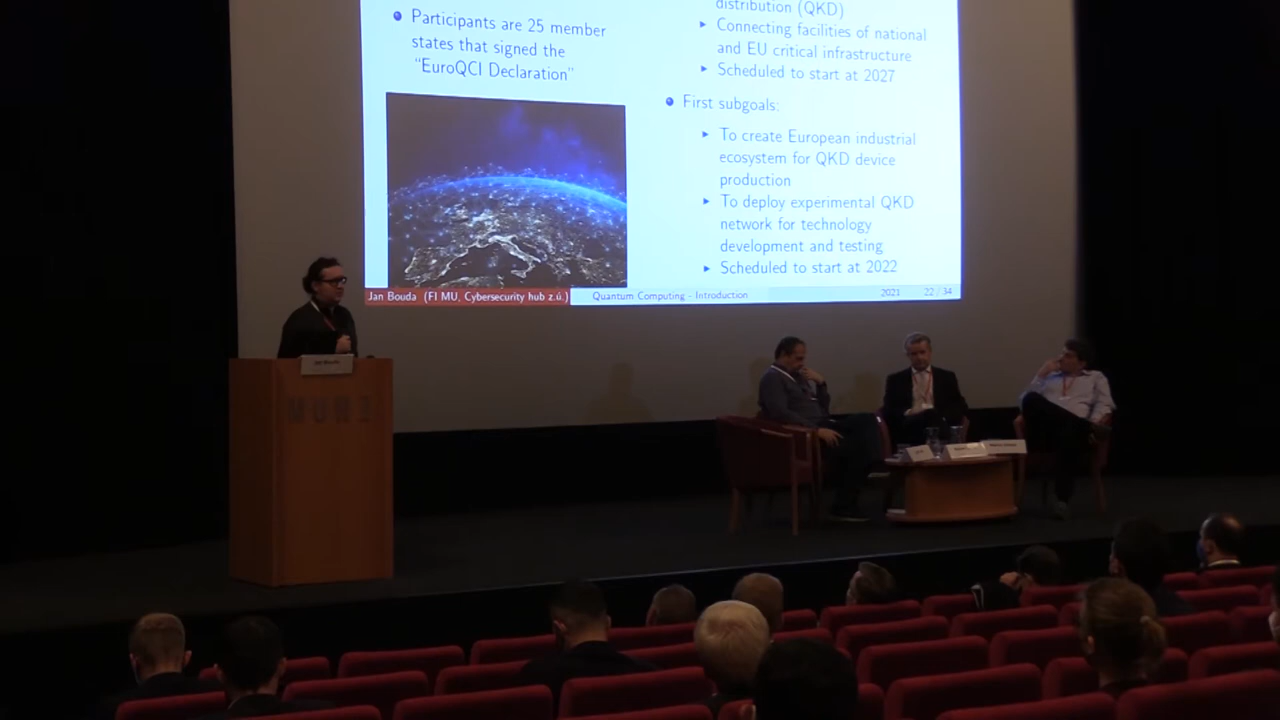 Participants are 25 member
states that signed the
“EuroQCI Declaration”
distribution (QKD)
Connecting facilities of national
and EU critical infrastructure
Scheduled to start at 2027
First subgoals:
To create European industrial
ecosystem for QKD device
production
To deploy experimental QKD
network for technology
development and testing
Scheduled to start at 2022
Jan Bouda (FI MU, Cybersecurity hub z.ú.)
Quantum Computing - Introduction
2021
22 / 34
MUNI